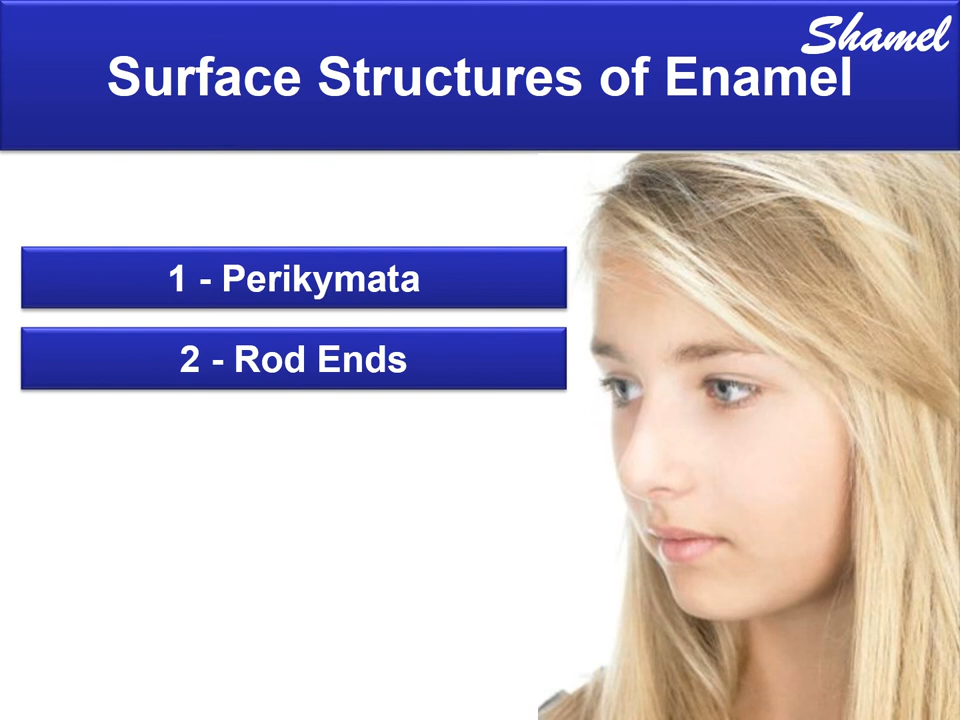 Shamel
Surface Structures of Enamel
1 - Perikymata
2 - Rod Ends